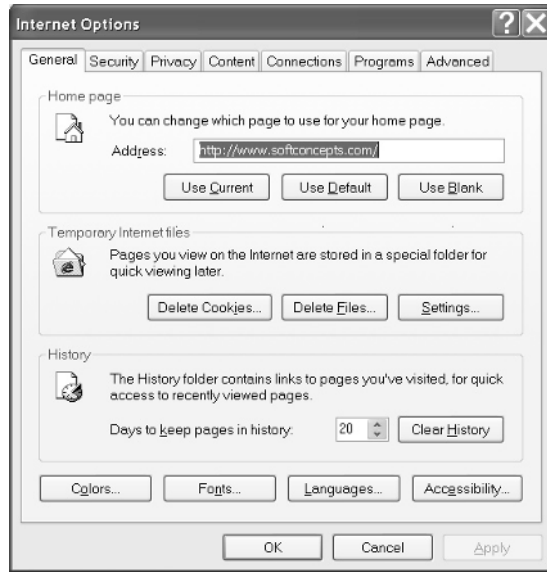 Internet Options
General Security Privacy Content Connections Programs Advanced
Home page
You can change which page to use for your home page.
Address: http://www.softconcepts.com/
Use Current Use Default Use Blank
Temporary Internet files
Pages you view on the Internet are stored in a special folder for
quick viewing later.
Delete Cookies... Delete Files... Settings...
History
The History folder contains links to pages you've visited, for quick
access to recently viewed pages.
Days to keep pages in history: 20 Clear History
Colors... Fonts... Languages... Accessibility...
OK Cancel Apply